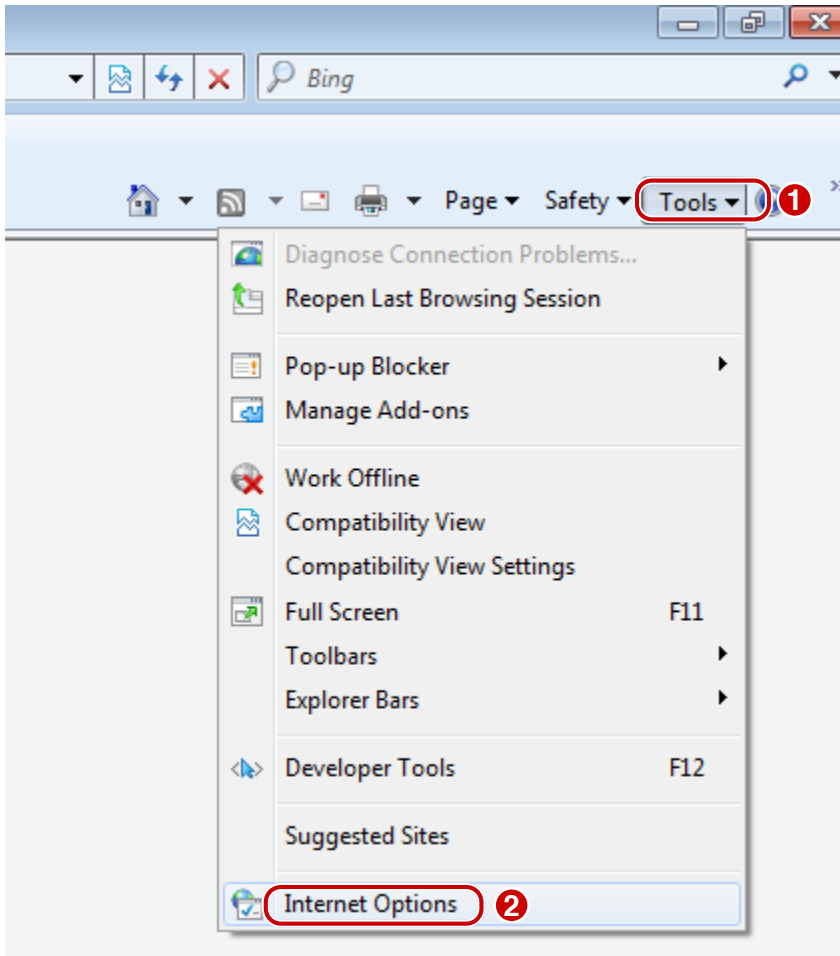 Bing
Page Safety Tools 1
Diagnose Connection Problems...
Reopen Last Browsing Session
Pop-up Blocker
Manage Add-ons
Work Offline
Compatibility View
Compatibility View Settings
Full Screen F11
Toolbars
Explorer Bars
Developer Tools F12
Suggested Sites
Internet Options 2